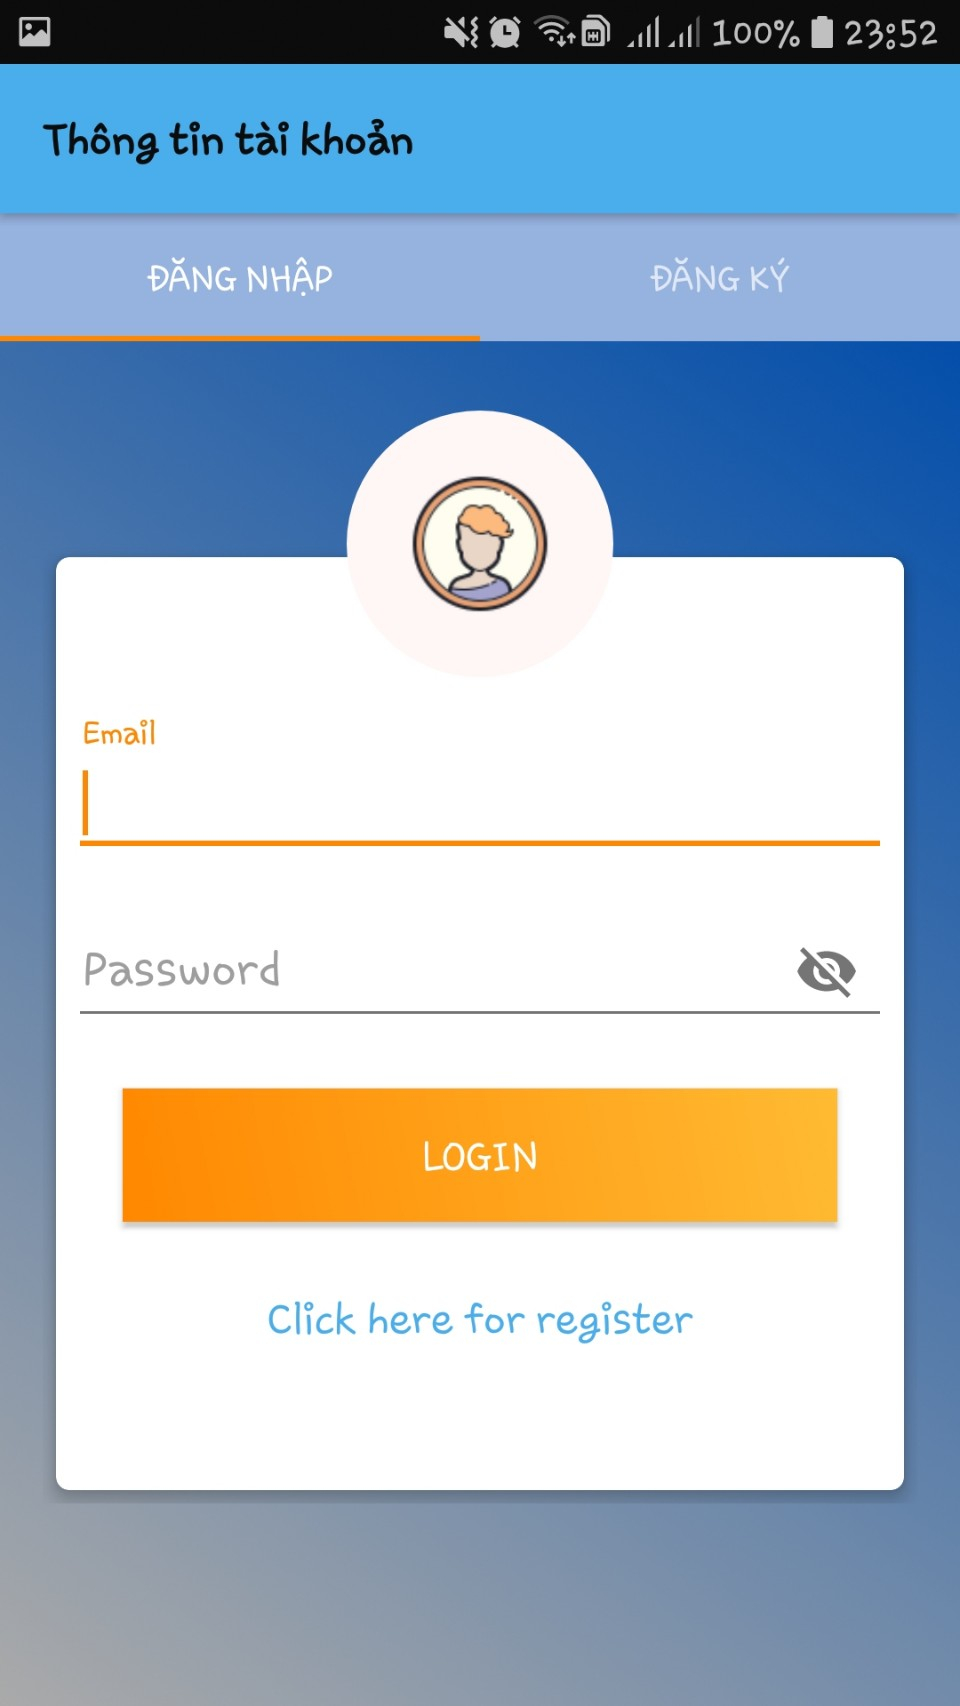 100% 23:52
Thông tin tài khoản
ĐĂNG NHẬP ĐĂNG KÝ
Email
Password
LOGIN
Click here for register